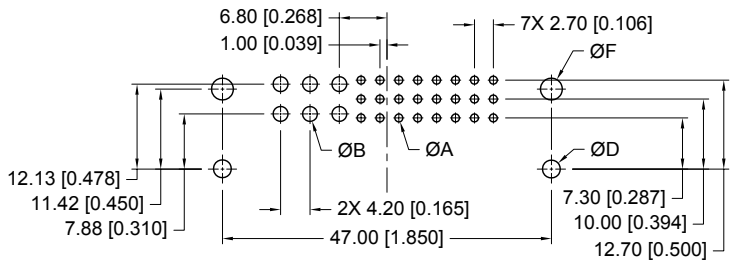 6.80 [0.268]
1.00 [0.039]
7X 2.70 [0.106]
ØF
ØB
ØA
ØD
12.13 [0.478]
11.42 [0.450]
7.88 [0.310]
2X 4.20 [0.165]
47.00 [1.850]
7.30 [0.287]
10.00 [0.394]
12.70 [0.500]